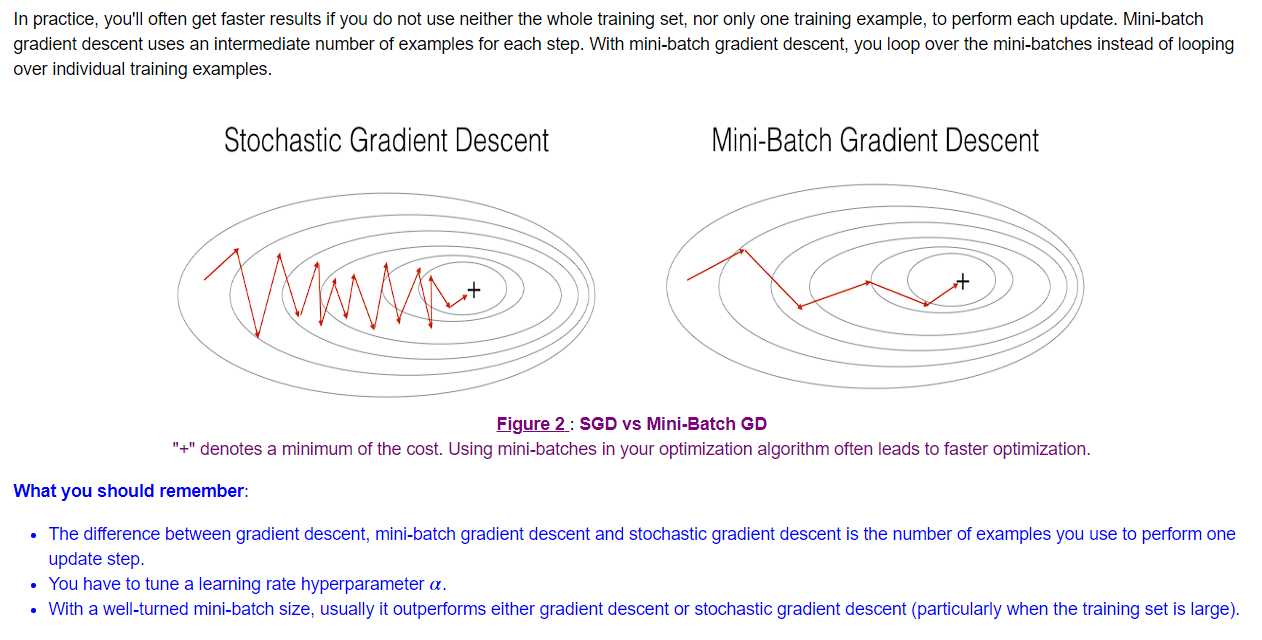 In practice, you'll often get faster results if you do not use neither the whole training set, nor only one training example, to perform each update. Mini-batch
gradient descent uses an intermediate number of examples for each step. With mini-batch gradient descent, you loop over the mini-batches instead of looping
over individual training examples.
Stochastic Gradient Descent
Mini-Batch Gradient Descent
+
+
Figure 2 : SGD vs Mini-Batch GD
"+" denotes a minimum of the cost. Using mini-batches in your optimization algorithm often leads to faster optimization.
What you should remember:
• The difference between gradient descent, mini-batch gradient descent and stochastic gradient descent is the number of examples you use to perform one
update step.
• You have to tune a learning rate hyperparameter α.
• With a well-turned mini-batch size, usually it outperforms either gradient descent or stochastic gradient descent (particularly when the training set is large).